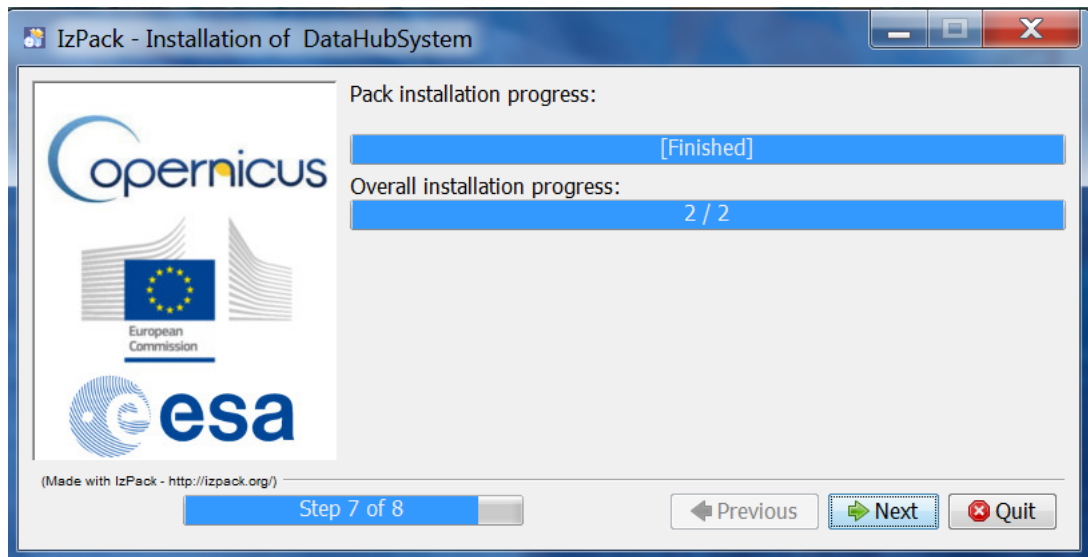 IzPack - Installation of DataHubSystem
Pack installation progress:
[Finished]
Overall installation progress:
2 / 2
Copernicus
European
Commission
esa
(Made with IzPack - http://izpack.org/)
Step 7 of 8
Previous
Next
Quit